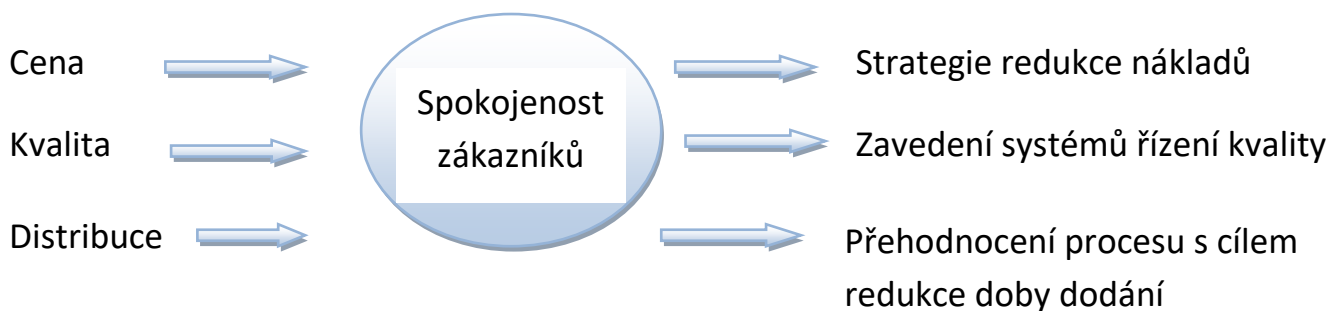 Cena
Spokojenost
zákazníků
Strategie redukce nákladů
Kvalita
Zavedení systémů řízení kvality
Distribuce
Přehodnocení procesu s cílem
redukce doby dodání